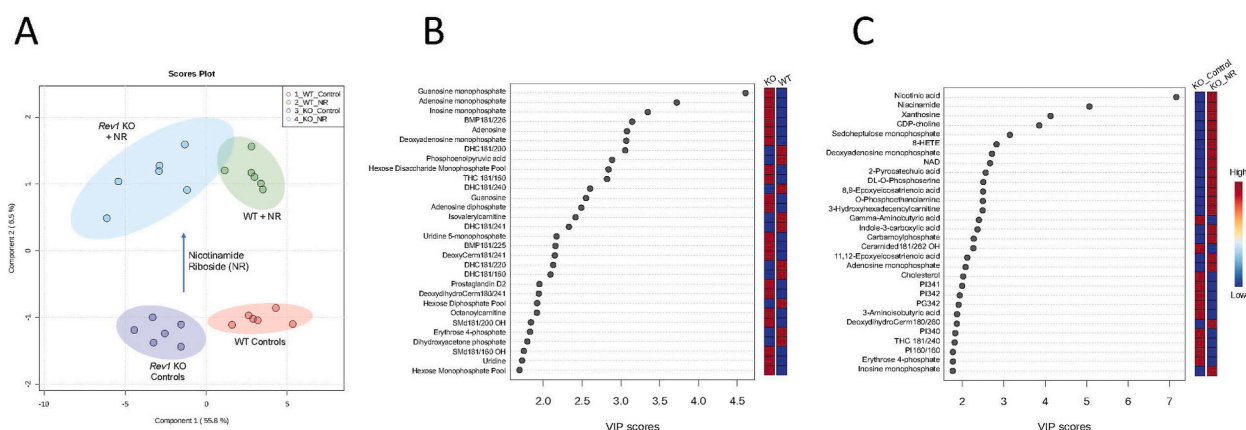 A
B
C
Scores Plot
1_WT_Control
2_WT_NR
3_KO_Control
4_KO_NR
Rev1 KO
+ NR
WT + NR
Nicotinamide
Riboside (NR)
WT Controls
Rev1 KO
Controls
2
1
0
-1
-2
-10
-5
0
5
Component 2 ( 6.5 %)
Component 1 ( 55.8 %)
KO
WT
Guanosine monophosphate
Adenosine monophosphate
Inosine monophosphate
BMP181/226
Adenosine
Deoxyadenosine monophosphate
DHC181/200
Phosphoenolpyruvic acid
Hexose Disaccharide Monophosphate Pool
THC 181/160
DHC181/240
Guanosine
Adenosine diphosphate
Isovalerylcarnitine
DHC181/241
Uridine 5-monophosphate
BMP181/225
DeoxyCerm181/241
DHC181/220
DHC181/160
Prostaglandin D2
DeoxydihydroCerm180/241
Hexose Diphosphate Pool
Octanoylcarnitine
SMd181/200 OH
Erythrose 4-phosphate
Dihydroxyacetone phosphate
SMd181/160 OH
Uridine
Hexose Monophosphate Pool
2.0
2.5
3.0
3.5
4.0
4.5
VIP scores
KO_Control
KO_NR
Nicotinic acid
Niacinamide
Xanthosine
CDP-choline
Sedoheptulose monophosphate
8-HETE
Deoxyadenosine monophosphate
NAD
2-Pyrocatechuic acid
DL-O-Phosphoserine
8,9-Epoxyeicosatrienoic acid
O-Phosphoethanolamine
3-Hydroxyhexadecenoylcarnitine
Gamma-Aminobutyric acid
Indole-3-carboxylic acid
Carbamoylphosphate
Ceramided181/262 OH
11,12-Epoxyeicosatrienoic acid
Adenosine monophosphate
Cholesterol
PI341
PI342
PG342
3-Aminoisobutyric acid
DeoxydihydroCerm180/260
PI340
THC 181/240
PI160/160
Erythrose 4-phosphate
Inosine monophosphate
2
3
4
5
6
7
VIP scores
High
Low